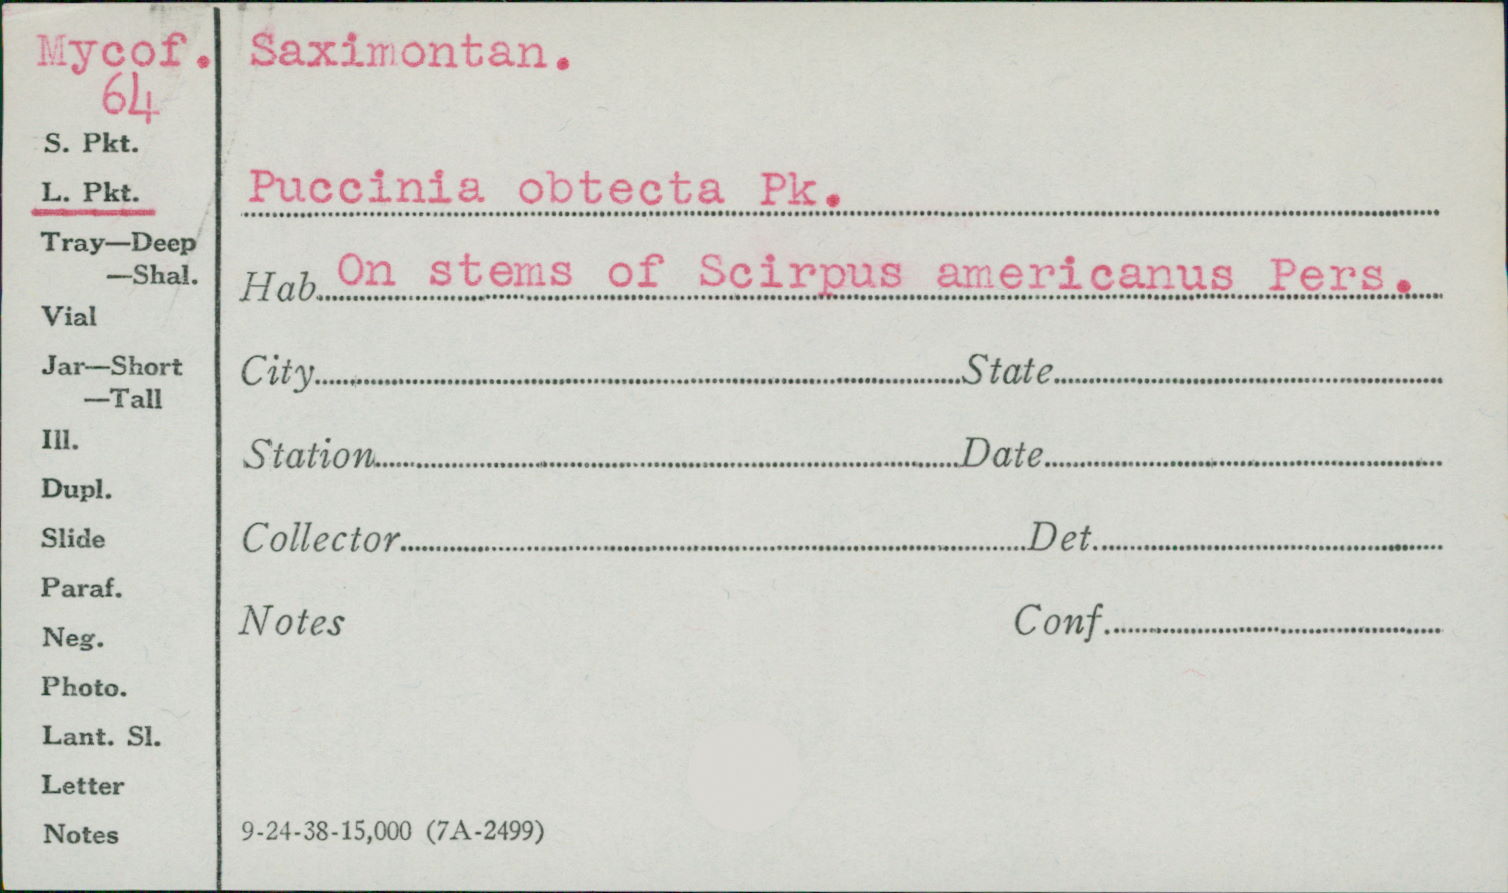 Mycof. Saximontan.
64
S. Pkt.
L. Pkt.
Puccinia obtecta Pk.
Tray—Deep
—Shal.
Hab. On stems of Scirpus americanus Pers.
Vial
Jar—Short
—Tall
City State
Ill.
Station Date
Dupl.
Slide
Collector Det.
Paraf.
Neg.
Notes Conf.
Photo.
Lant. Sl.
Letter
Notes
9-24-38-15,000 (7A-2499)